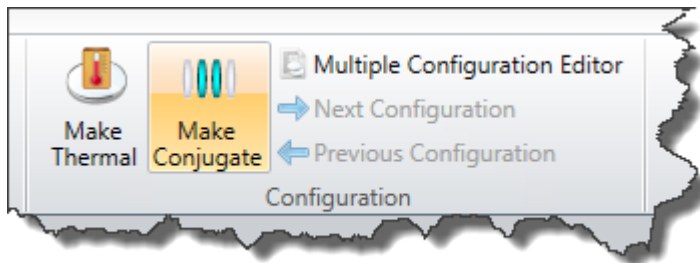 Make
Thermal
Make
Conjugate
Multiple Configuration Editor
Next Configuration
Previous Configuration
Configuration